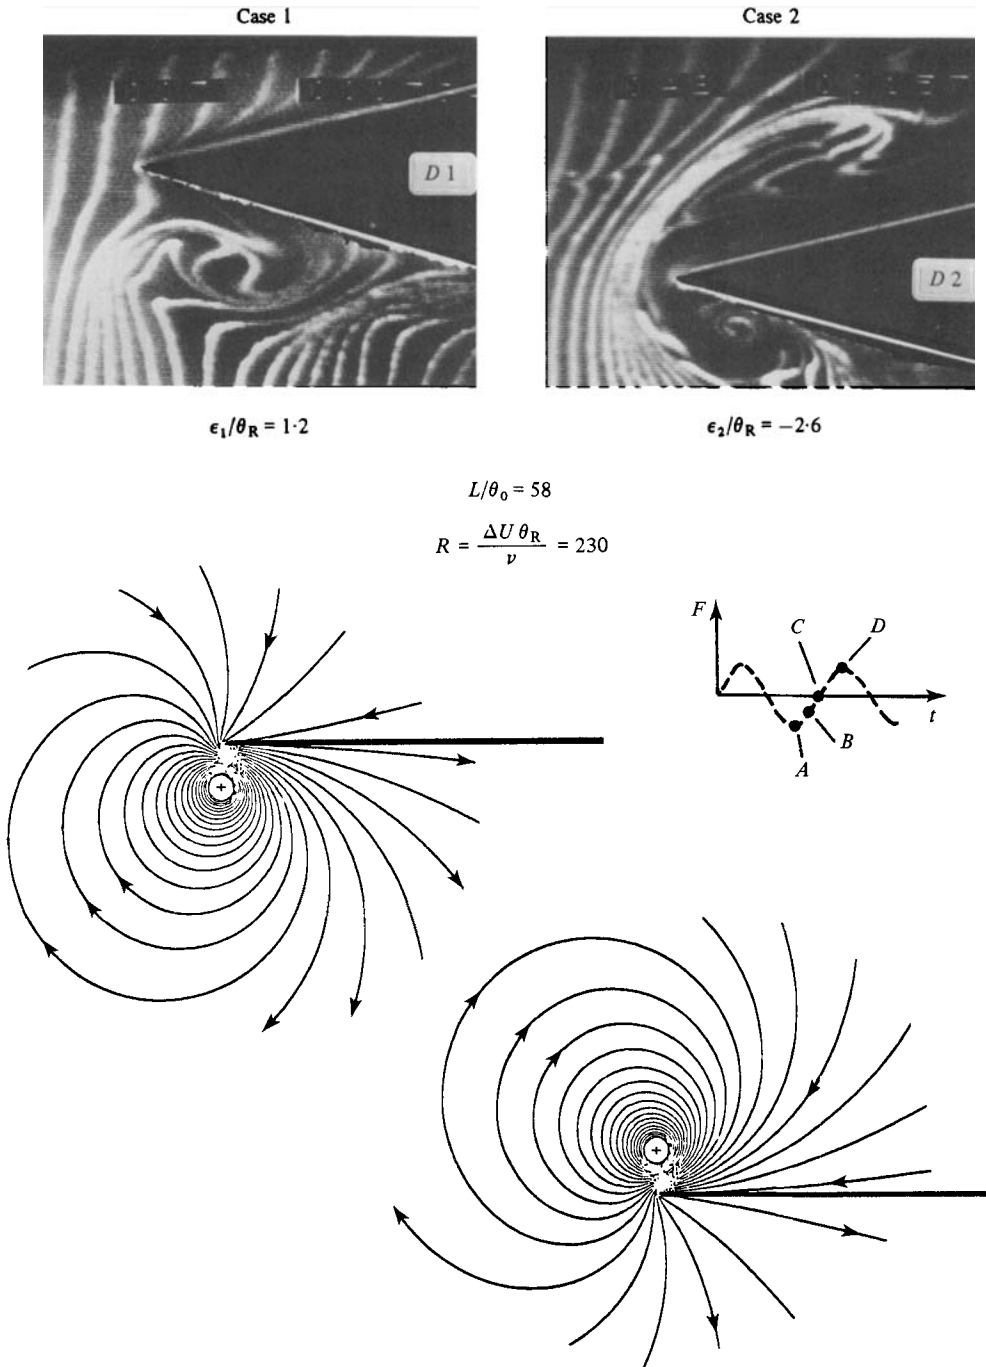 Case 1
Case 2
D 1
D 2
ϵ₁/θ_R = 1·2
ϵ₂/θ_R = −2·6
L/θ₀ = 58
R = ΔU θ_R / ν = 230
F
C
D
t
B
A
+
+